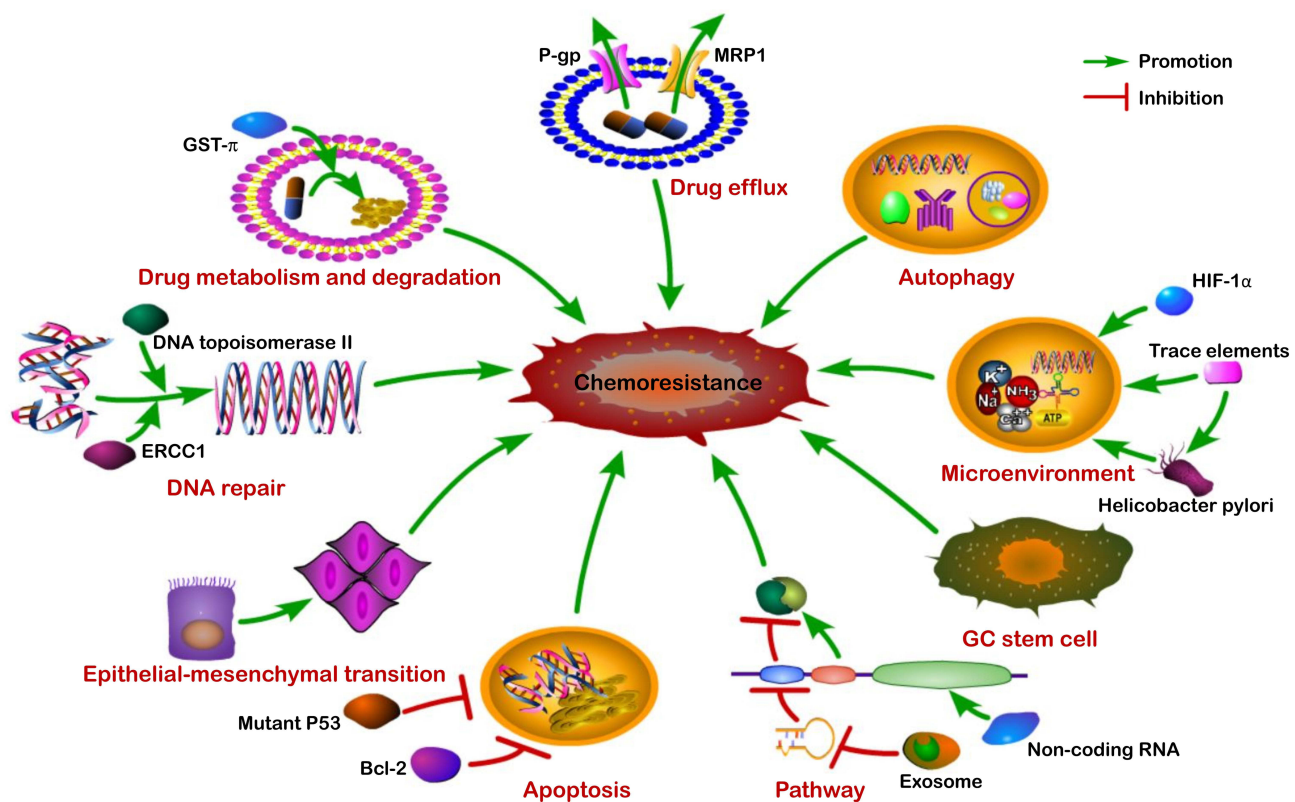 P-gp
MRP1
Promotion
Inhibition
GST-π
Drug efflux
Drug metabolism and degradation
Autophagy
HIF-1α
DNA topoisomerase II
Trace elements
Chemoresistance
K+
Na+
NH3
Ca++
ATP
ERCC1
DNA repair
Microenvironment
Helicobacter pylori
GC stem cell
Epithelial-mesenchymal transition
Mutant P53
Bcl-2
Apoptosis
Pathway
Exosome
Non-coding RNA